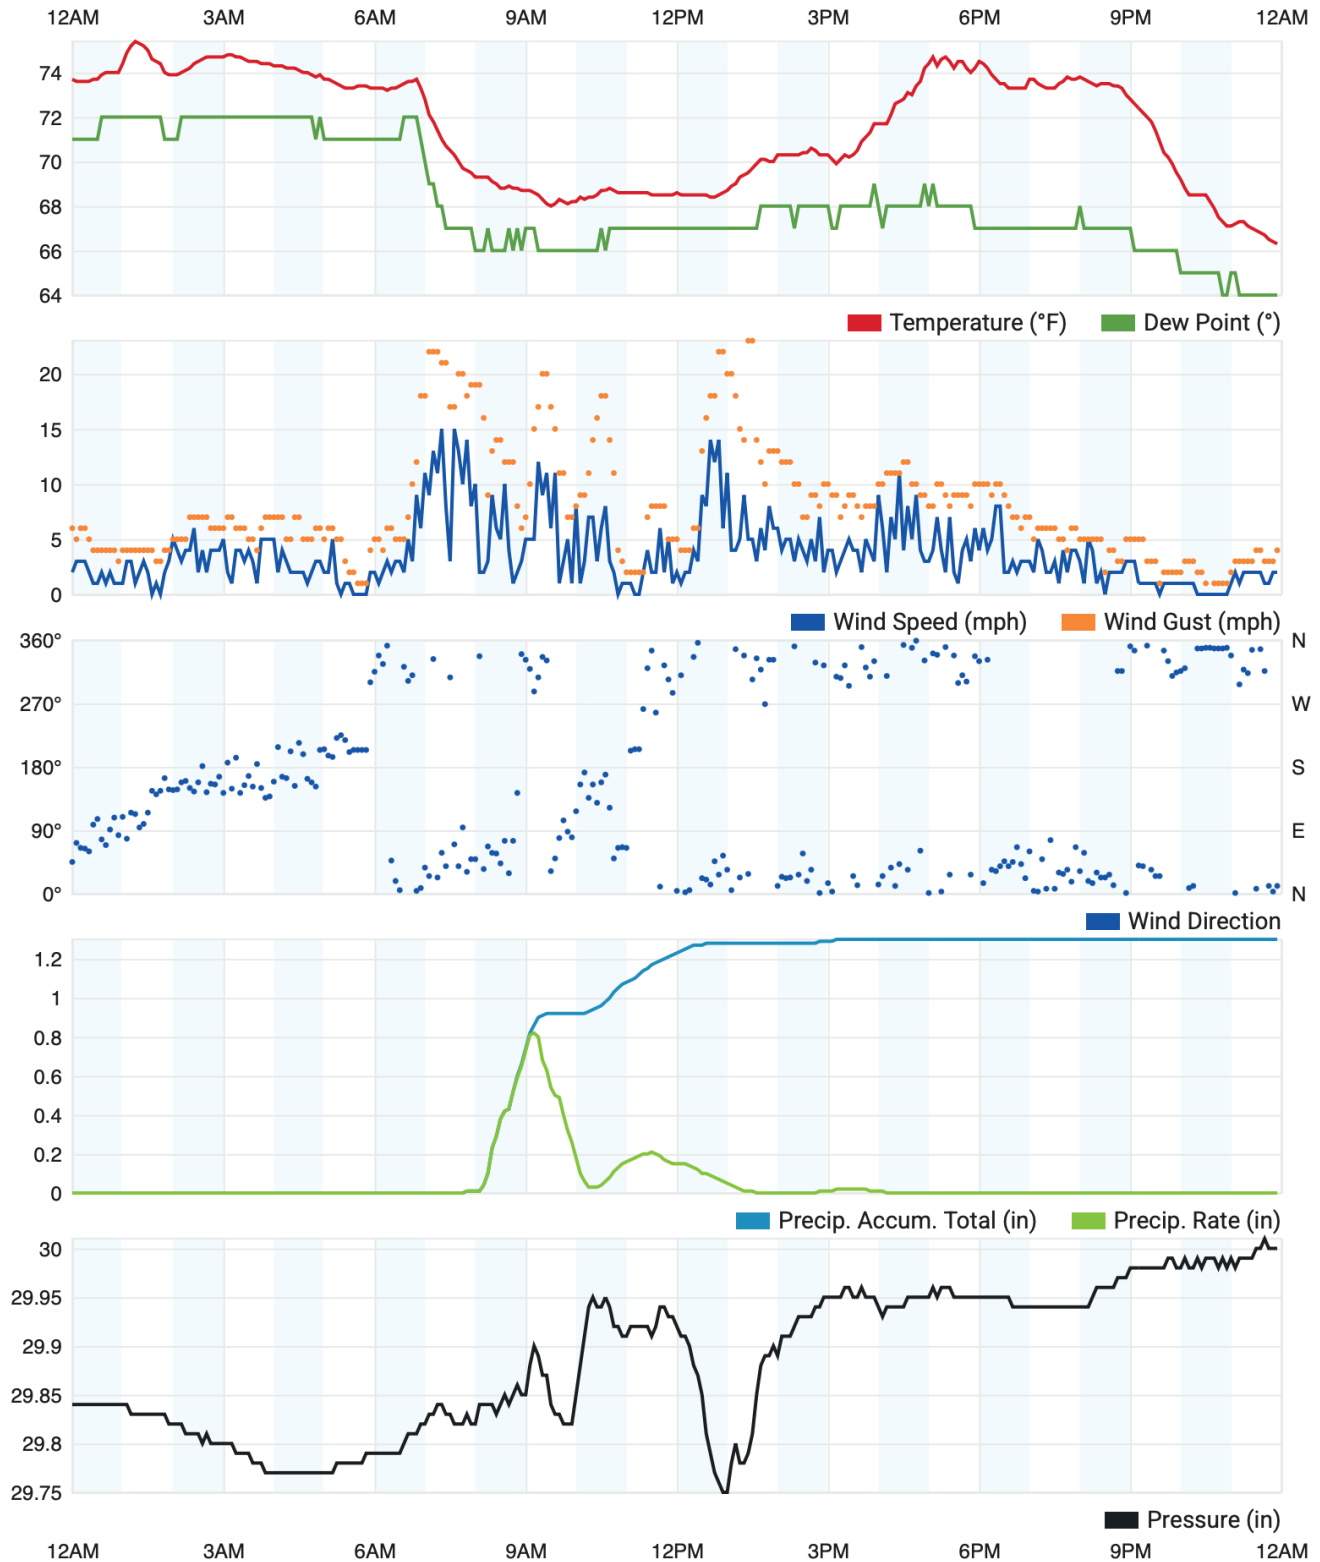 12AM 3AM 6AM 9AM 12PM 3PM 6PM 9PM 12AM
74
72
70
68
66
64
Temperature (°F) Dew Point (°)
20
15
10
5
0
Wind Speed (mph) Wind Gust (mph)
360° N
270° W
180° S
90° E
0° N
Wind Direction
1.2
1
0.8
0.6
0.4
0.2
0
Precip. Accum. Total (in) Precip. Rate (in)
30
29.95
29.9
29.85
29.8
29.75
Pressure (in)
12AM 3AM 6AM 9AM 12PM 3PM 6PM 9PM 12AM